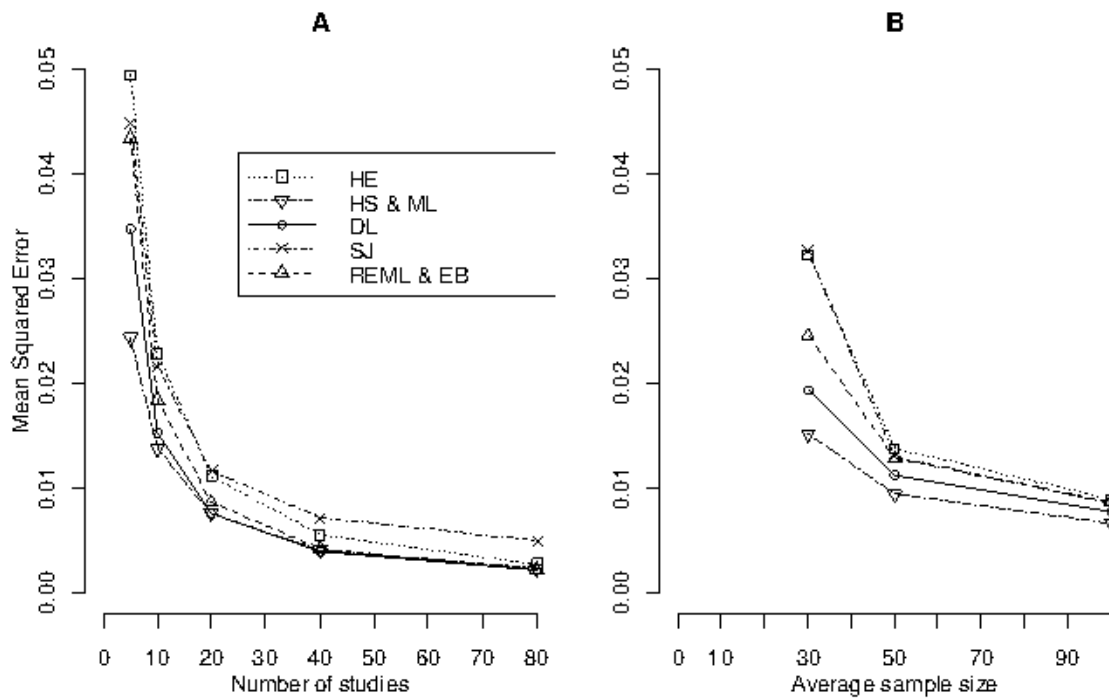 A
Mean Squared Error
0.05
0.04
0.03
0.02
0.01
0.00
HE
HS & ML
DL
SJ
REML & EB
0 10 20 30 40 50 60 70 80
Number of studies
B
0.05
0.04
0.03
0.02
0.01
0.00
0 10 30 50 70 90
Average sample size